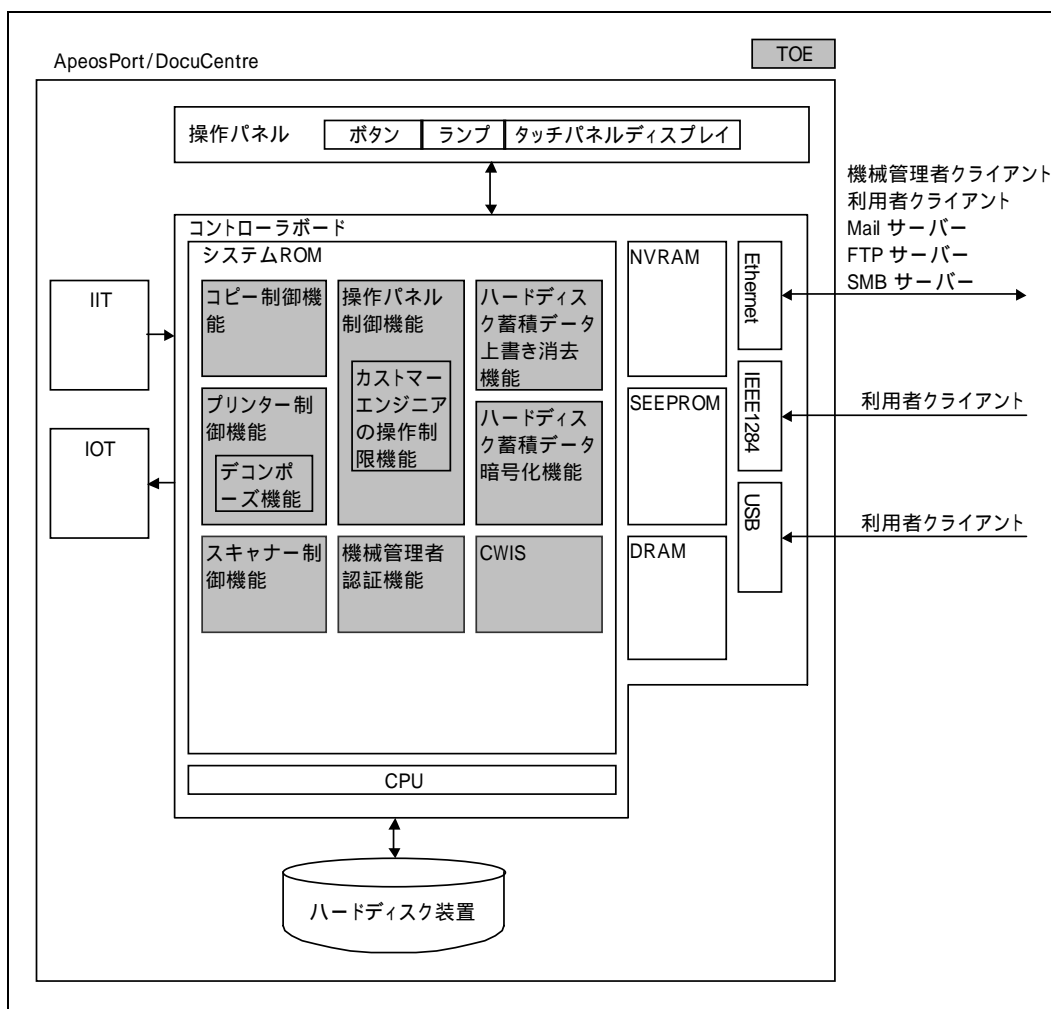 TOE
ApeosPort/DocuCentre
操作パネル
ボタン
ランプ
タッチパネルディスプレイ
機械管理者クライアント
利用者クライアント
Mail サーバー
FTP サーバー
SMB サーバー
コントローラボード
システムROM
NVRAM
Ethernet
IIT
コピー制御機
能
操作パネル
制御機能
ハードディス
ク蓄積データ
上書き消去
機能
カストマー
エンジニア
の操作制
限機能
プリンター制
御機能
デコンポ
ーズ機能
ハードディス
ク蓄積データ
暗号化機能
SEEPROM
IEEE1284
利用者クライアント
IOT
USB
利用者クライアント
スキャナー制
御機能
機械管理者
認証機能
CWIS
DRAM
CPU
ハードディスク装置